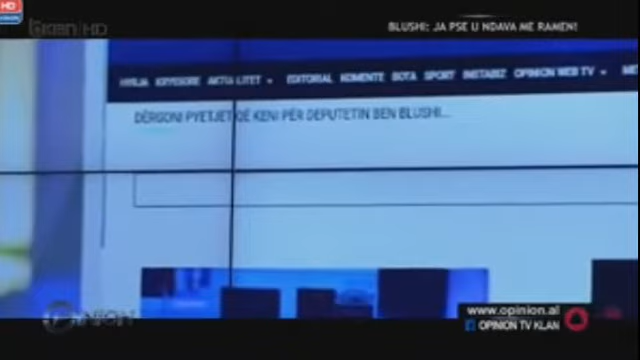 HD
klan HD
BLUSHI: JA PSE U NDAVA ME RAMEN!
HYRJA KRYESORE AKTUALITET EDITORIAL KOMENTE BOTA SPORT INSTABIZ OPINION WEB TV
DËRGONI PYETJET QË KENI PËR DEPUTETIN BEN BLUSHI...
OPINION
www.opinion.al
OPINION TV KLAN